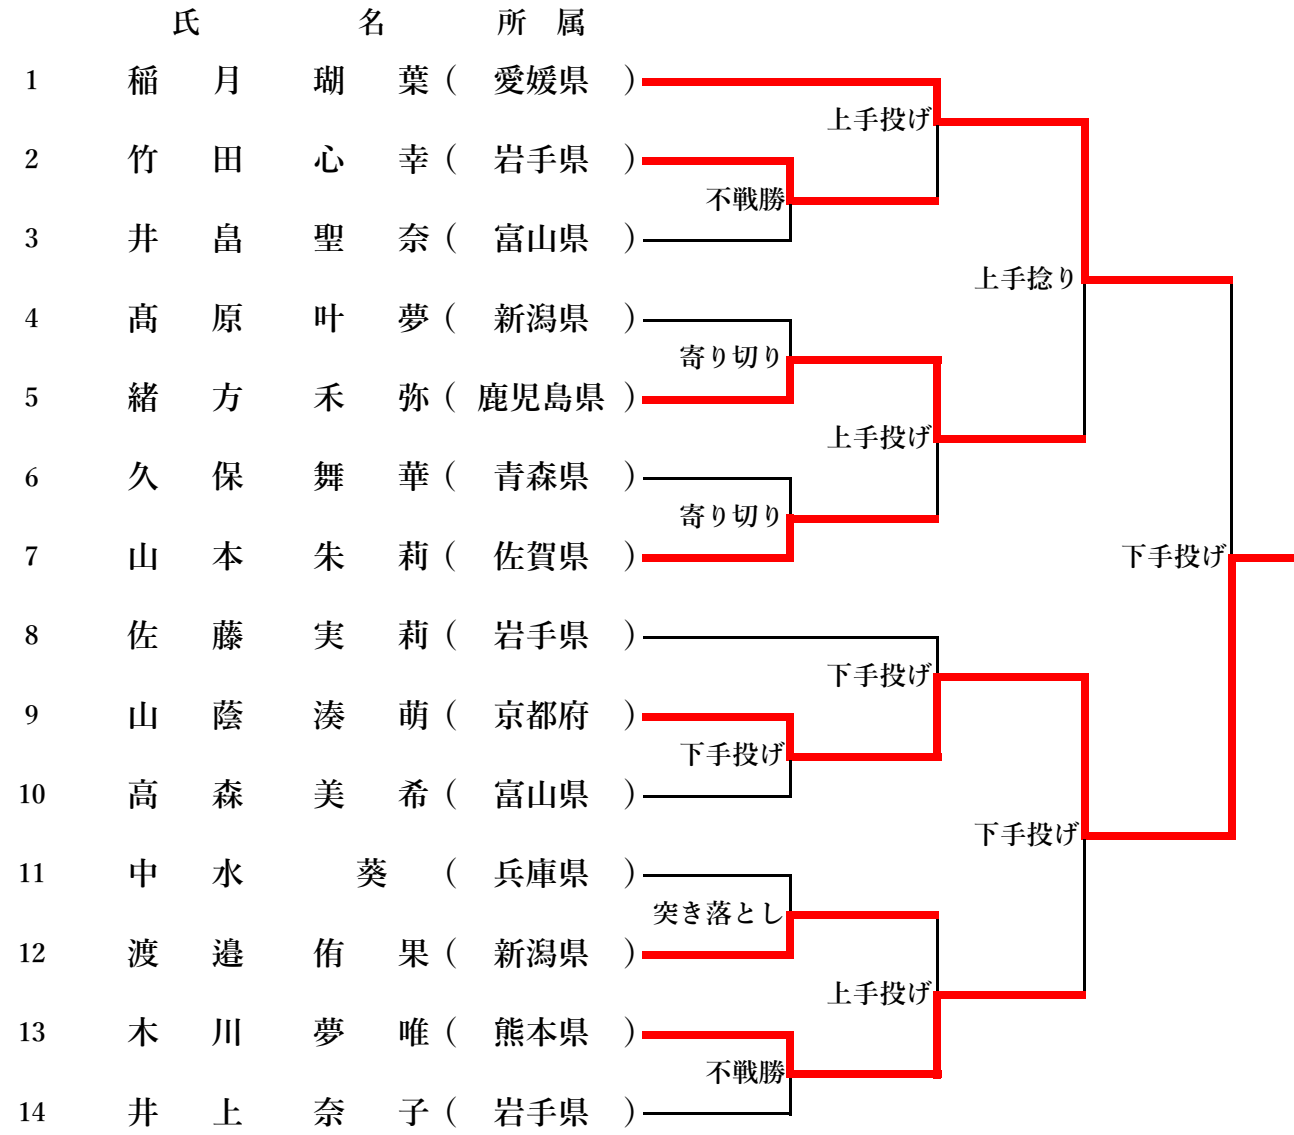 氏 名 所 属
1 稲 月 瑚 葉 ( 愛媛県 )
上手投げ
2 竹 田 心 幸 ( 岩手県 )
不戦勝
3 井 畠 聖 奈 ( 富山県 )
上手捻り
4 髙 原 叶 夢 ( 新潟県 )
寄り切り
5 緒 方 禾 弥 ( 鹿児島県 )
上手投げ
6 久 保 舞 華 ( 青森県 )
寄り切り
7 山 本 朱 莉 ( 佐賀県 )
下手投げ
8 佐 藤 実 莉 ( 岩手県 )
下手投げ
9 山 蔭 湊 萌 ( 京都府 )
下手投げ
10 高 森 美 希 ( 富山県 )
下手投げ
11 中 水 葵 ( 兵庫県 )
突き落とし
12 渡 邉 侑 果 ( 新潟県 )
上手投げ
13 木 川 夢 唯 ( 熊本県 )
不戦勝
14 井 上 奈 子 ( 岩手県 )